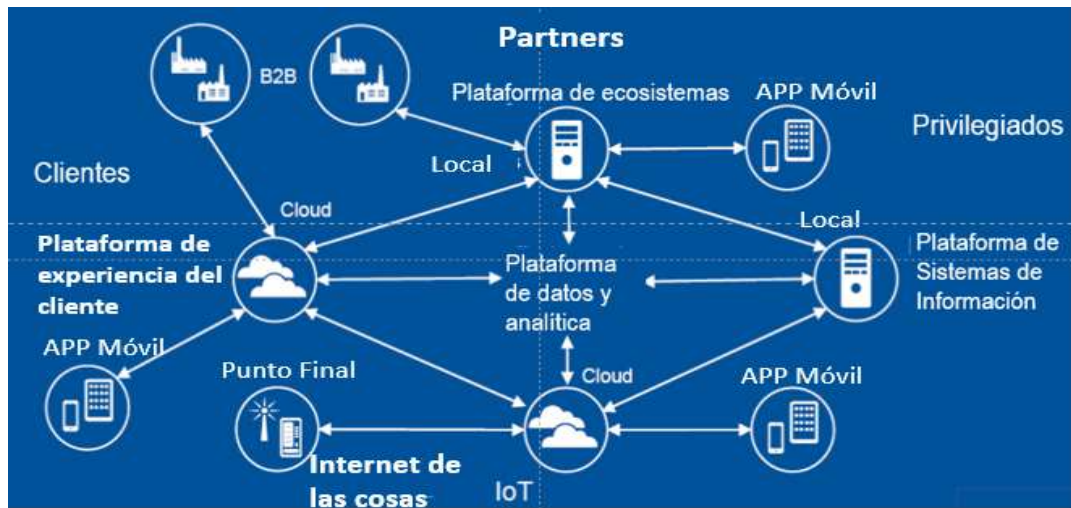 Partners
B2B
Plataforma de ecosistemas
APP Móvil
Privilegiados
Local
Clientes
Cloud
Local
Plataforma de
experiencia del
cliente
Plataforma
de datos y
analítica
Plataforma de
Sistemas de
Información
APP Móvil
Punto Final
Cloud
APP Móvil
Internet de
las cosas
IoT